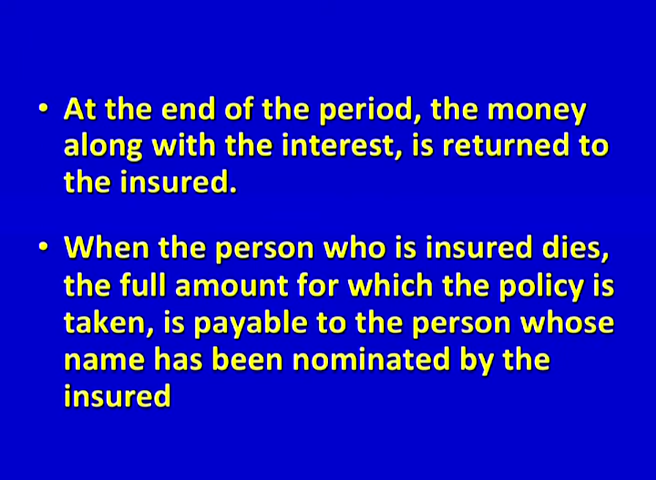 • At the end of the period, the money
along with the interest, is returned to
the insured.
• When the person who is insured dies,
the full amount for which the policy is
taken, is payable to the person whose
name has been nominated by the
insured